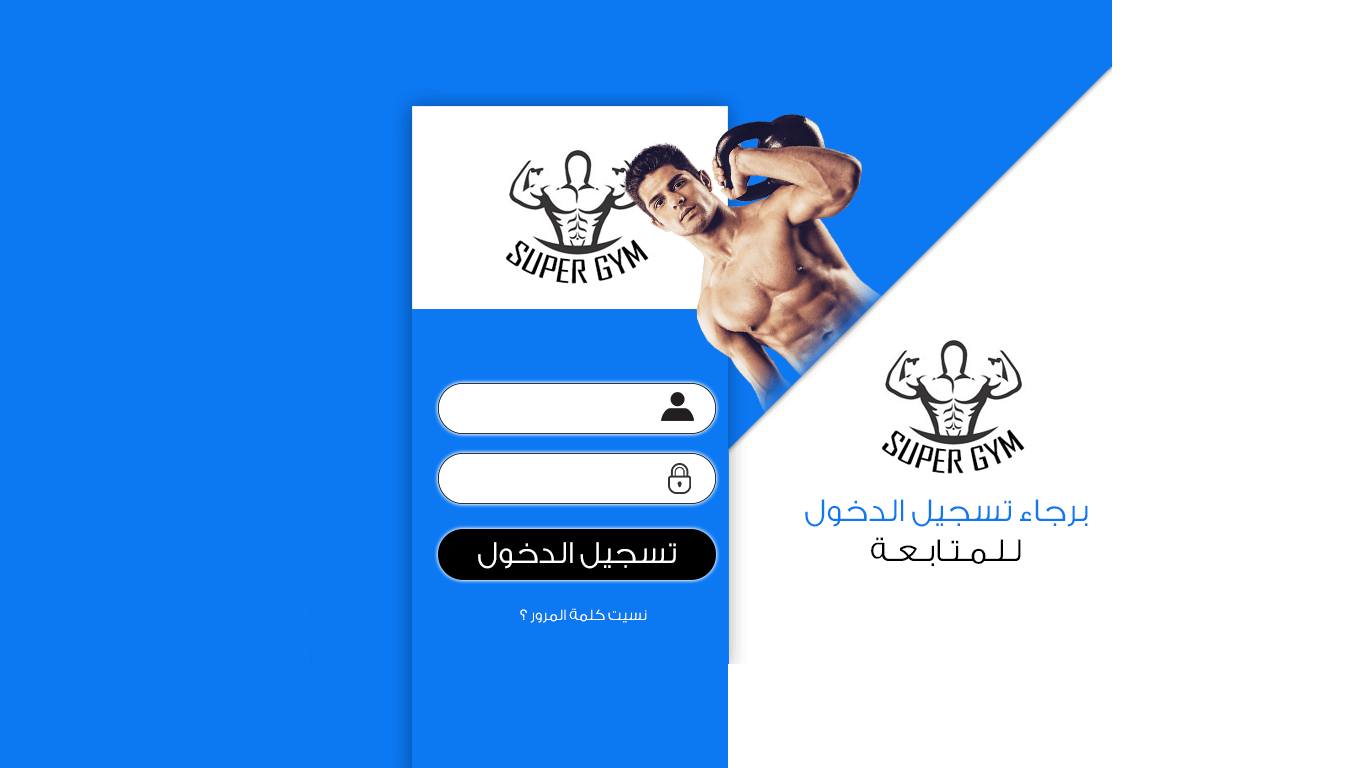 SUPER GYM
تسجيل الدخول
نسيت كلمة المرور ؟
SUPER GYM
برجاء تسجيل الدخول
للمتابعة